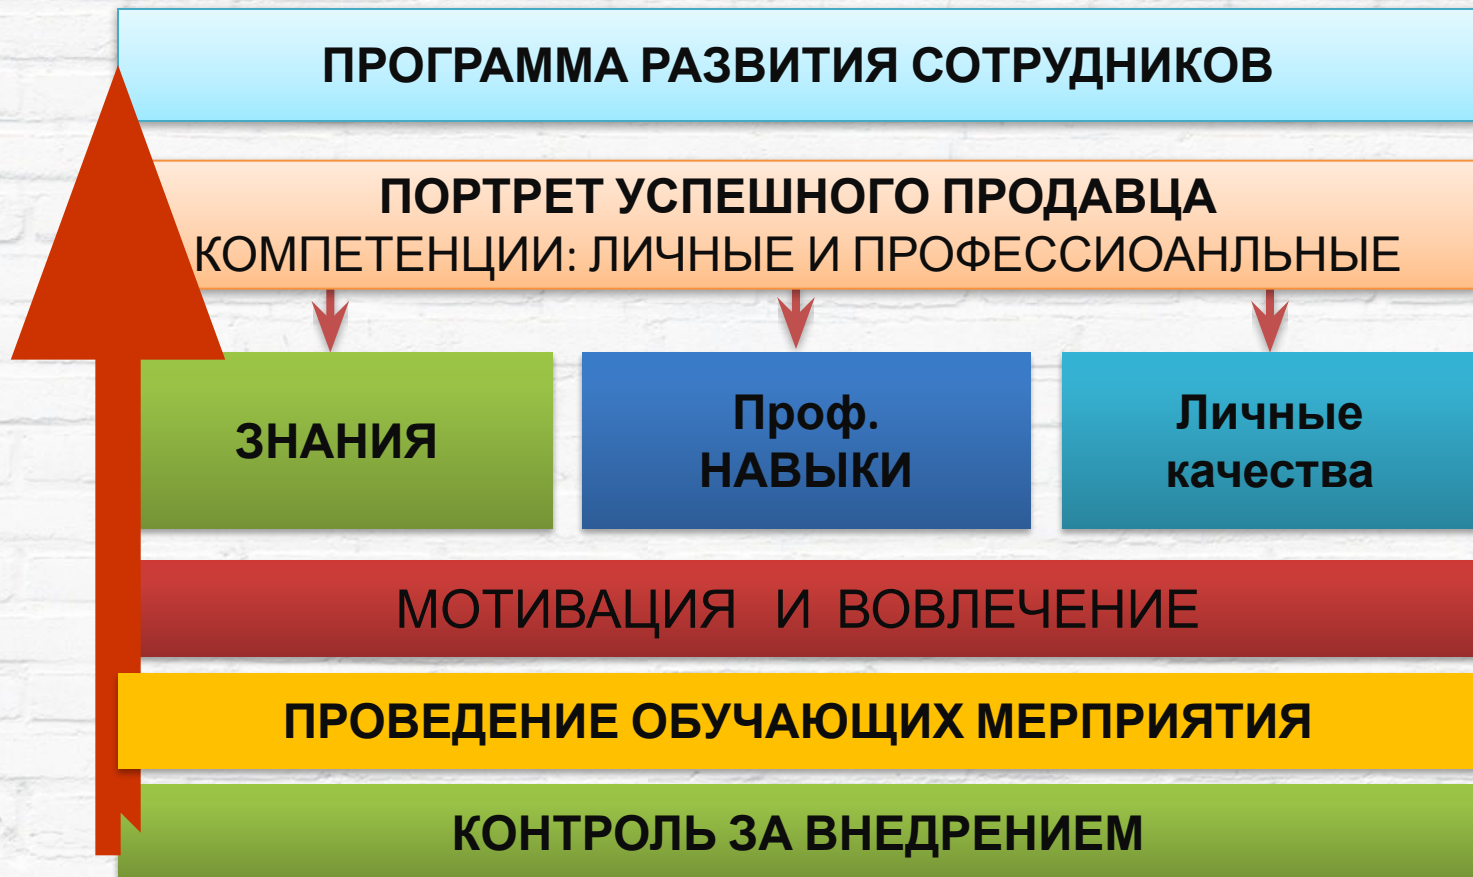 ПРОГРАММА РАЗВИТИЯ СОТРУДНИКОВ
ПОРТРЕТ УСПЕШНОГО ПРОДАВЦА
КОМПЕТЕНЦИИ: ЛИЧНЫЕ И ПРОФЕССИОАНЛЬНЫЕ
ЗНАНИЯ
Проф.
НАВЫКИ
Личные
качества
МОТИВАЦИЯ И ВОВЛЕЧЕНИЕ
ПРОВЕДЕНИЕ ОБУЧАЮЩИХ МЕРПРИЯТИЯ
КОНТРОЛЬ ЗА ВНЕДРЕНИЕМ